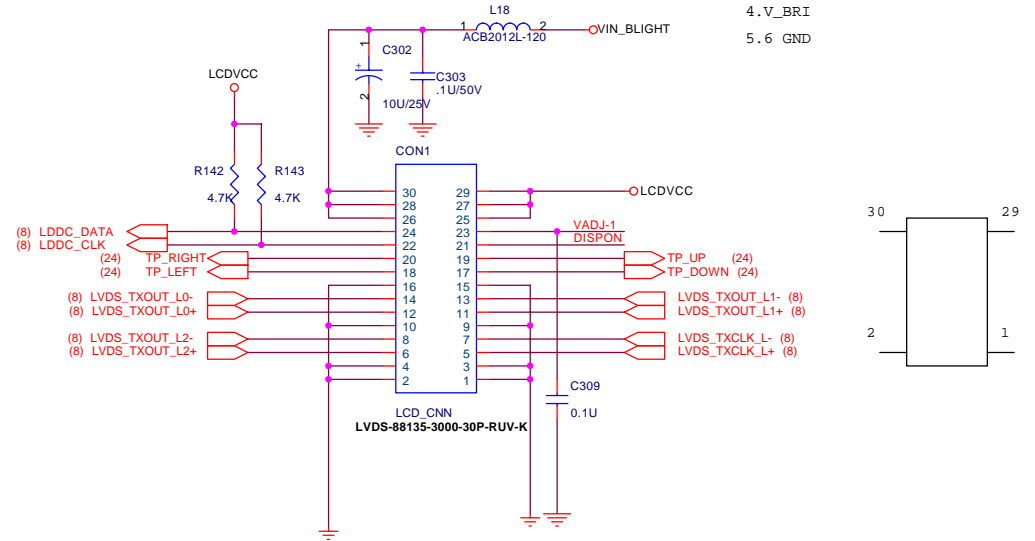 4.V_BRI
5.6 GND
L18
1 2
ACB2012L-120
VIN_BLIGHT
1
C302
+
2
10U/25V
C303
.1U/50V
LCDVCC
R142
4.7K
R143
4.7K
CON1
30 29
28 27
26 25
24 23
22 21
20 19
18 17
16 15
14 13
12 11
10 9
8 7
6 5
4 3
2 1
LCDVCC
VADJ-1
DISPON
(8) LDDC_DATA
(8) LDDC_CLK
(24) TP_RIGHT
(24) TP_LEFT
TP_UP (24)
TP_DOWN (24)
(8) LVDS_TXOUT_L0-
(8) LVDS_TXOUT_L0+
LVDS_TXOUT_L1- (8)
LVDS_TXOUT_L1+ (8)
(8) LVDS_TXOUT_L2-
(8) LVDS_TXOUT_L2+
LVDS_TXCLK_L- (8)
LVDS_TXCLK_L+ (8)
C309
0.1U
LCD_CNN
LVDS-88135-3000-30P-RUV-K
30 29
2 1